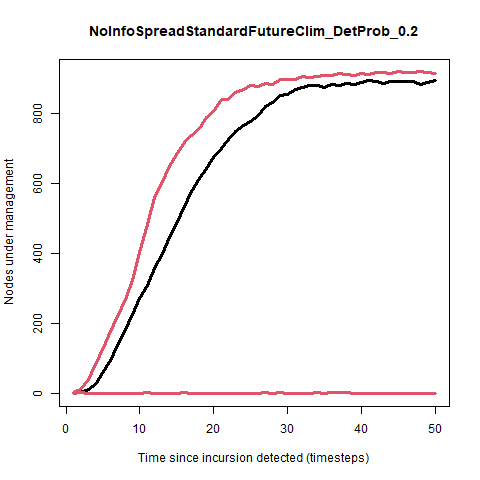 NoInfoSpreadStandardFutureClim_DetProb_0.2
Nodes under management
800
600
400
200
0
0 10 20 30 40 50
Time since incursion detected (timesteps)